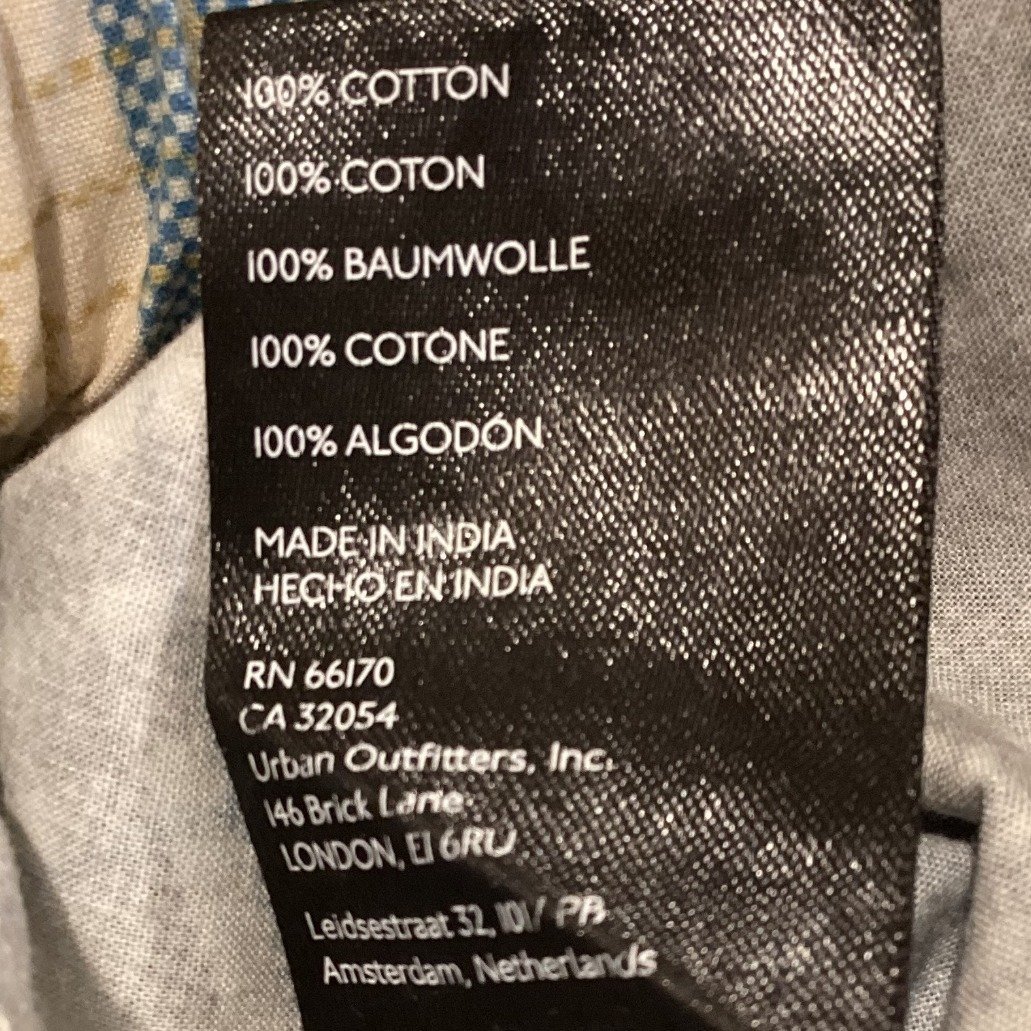 100% COTTON
100% COTON
100% BAUMWOLLE
100% COTONE
100% ALGODÓN
MADE IN INDIA
HECHO EN INDIA
RN 66170
CA 32054
Urban Outfitters, Inc.
146 Brick Lane
LONDON, E1 6RU
Leidsestraat 32, 1017 PB
Amsterdam, Netherlands